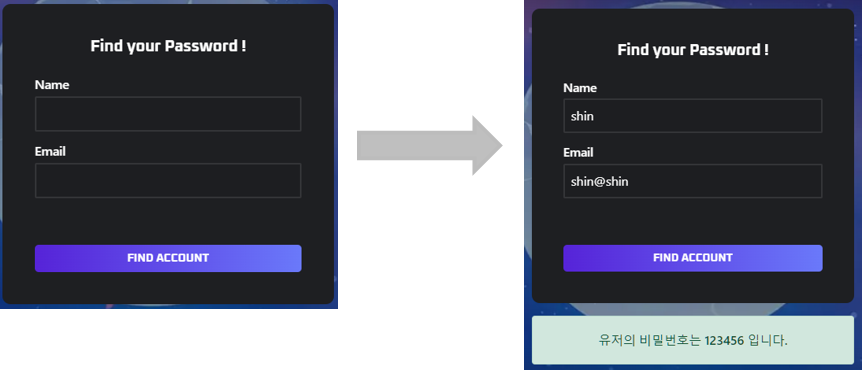 Find your Password !
Name
Email
FIND ACCOUNT
Find your Password !
Name
shin
Email
shin@shin
FIND ACCOUNT
유저의 비밀번호는 123456 입니다.